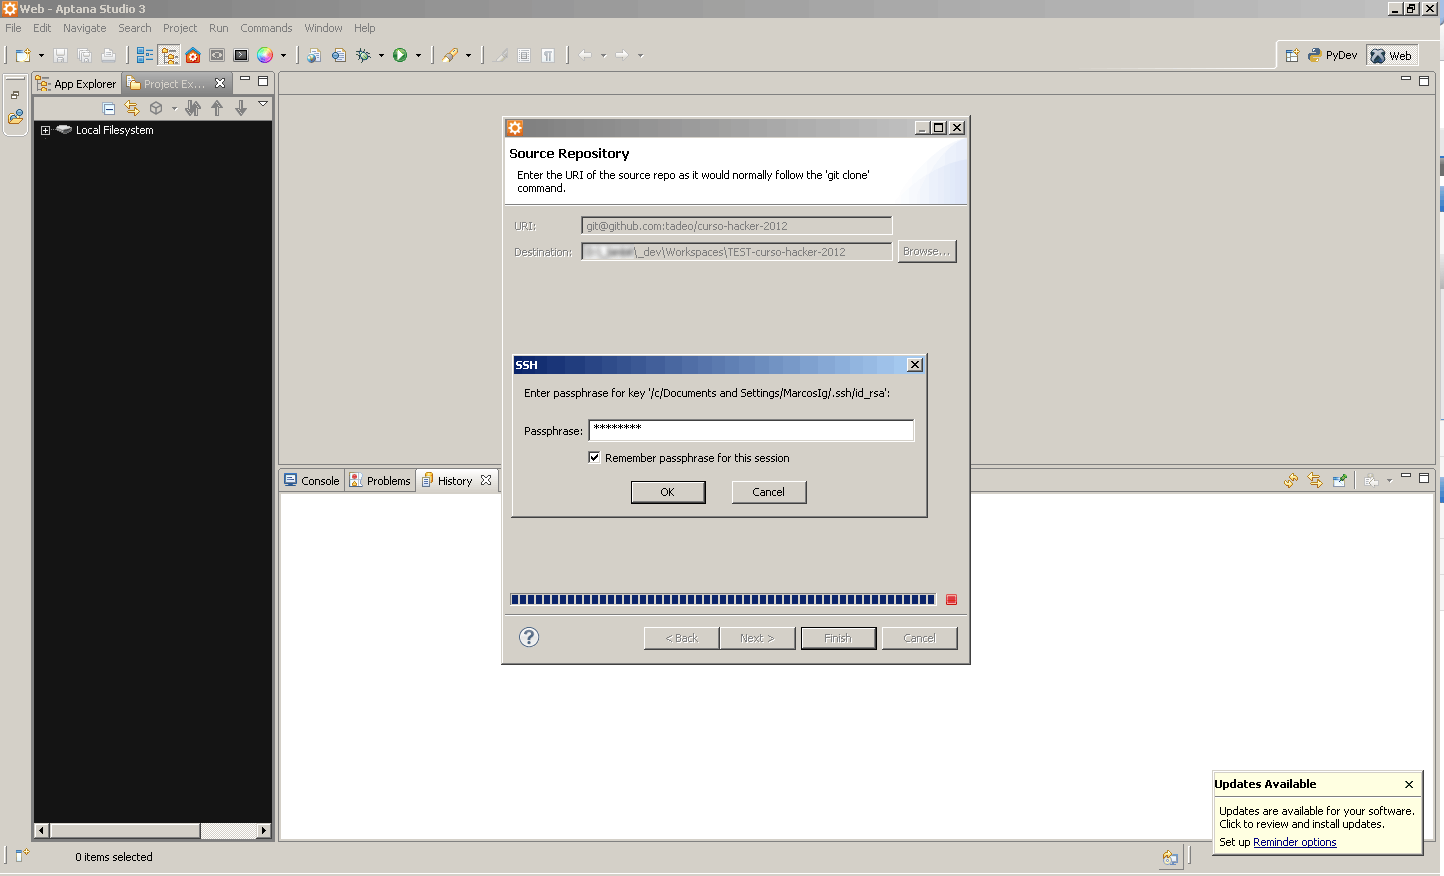 Web - Aptana Studio 3
File Edit Navigate Search Project Run Commands Window Help
PyDev Web
App Explorer Project Ex...
Local Filesystem
Source Repository
Enter the URI of the source repo as it would normally follow the 'git clone'
command.
URI: git@github.com:tadeo/curso-hacker-2012
Destination: \_dev\Workspaces\TEST-curso-hacker-2012 Browse...
SSH
Enter passphrase for key '/c/Documents and Settings/MarcosIg/.ssh/id_rsa':
Passphrase: ********
Remember passphrase for this session
OK Cancel
Console Problems History
< Back Next > Finish Cancel
Updates Available
Updates are available for your software.
Click to review and install updates.
Set up Reminder options
0 items selected